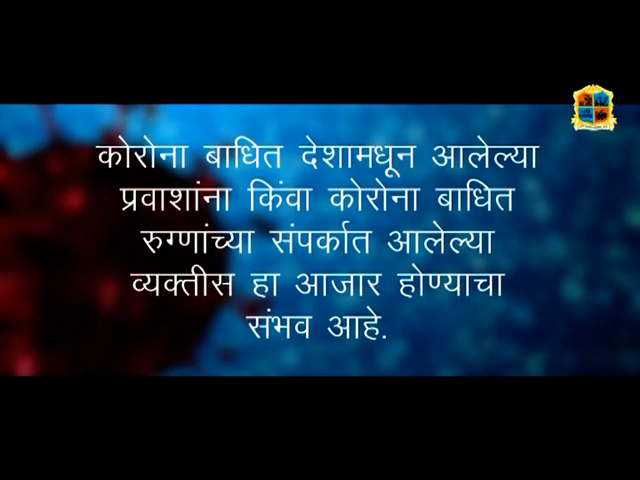 कोरोना बाधित देशामधून आलेल्या
प्रवाशांना किंवा कोरोना बाधित
रुग्णांच्या संपर्कात आलेल्या
व्यक्तीस हा आजार होण्याचा
संभव आहे.